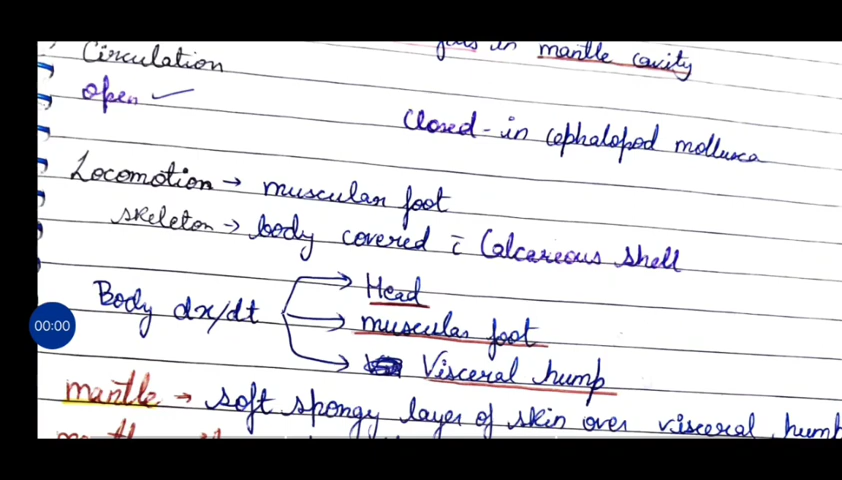 in mantle cavity
Circulation
open ✓
Closed - in cephalopod mollusca
Locomotion → muscular foot
skeleton → body covered c̄ Calcareous shell
Body dx/dt → Head
→ muscular foot
→ Visceral hump
00:00
mantle → soft spongy layer of skin over visceral hump